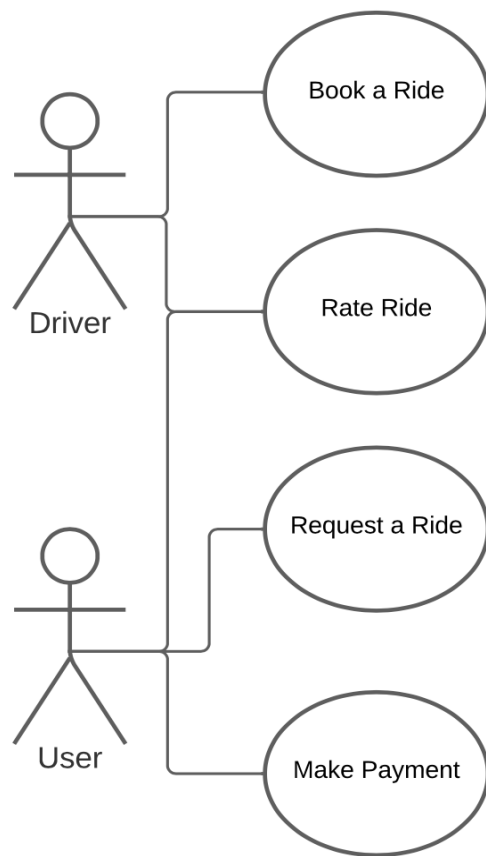 Book a Ride
Driver
Rate Ride
Request a Ride
User
Make Payment